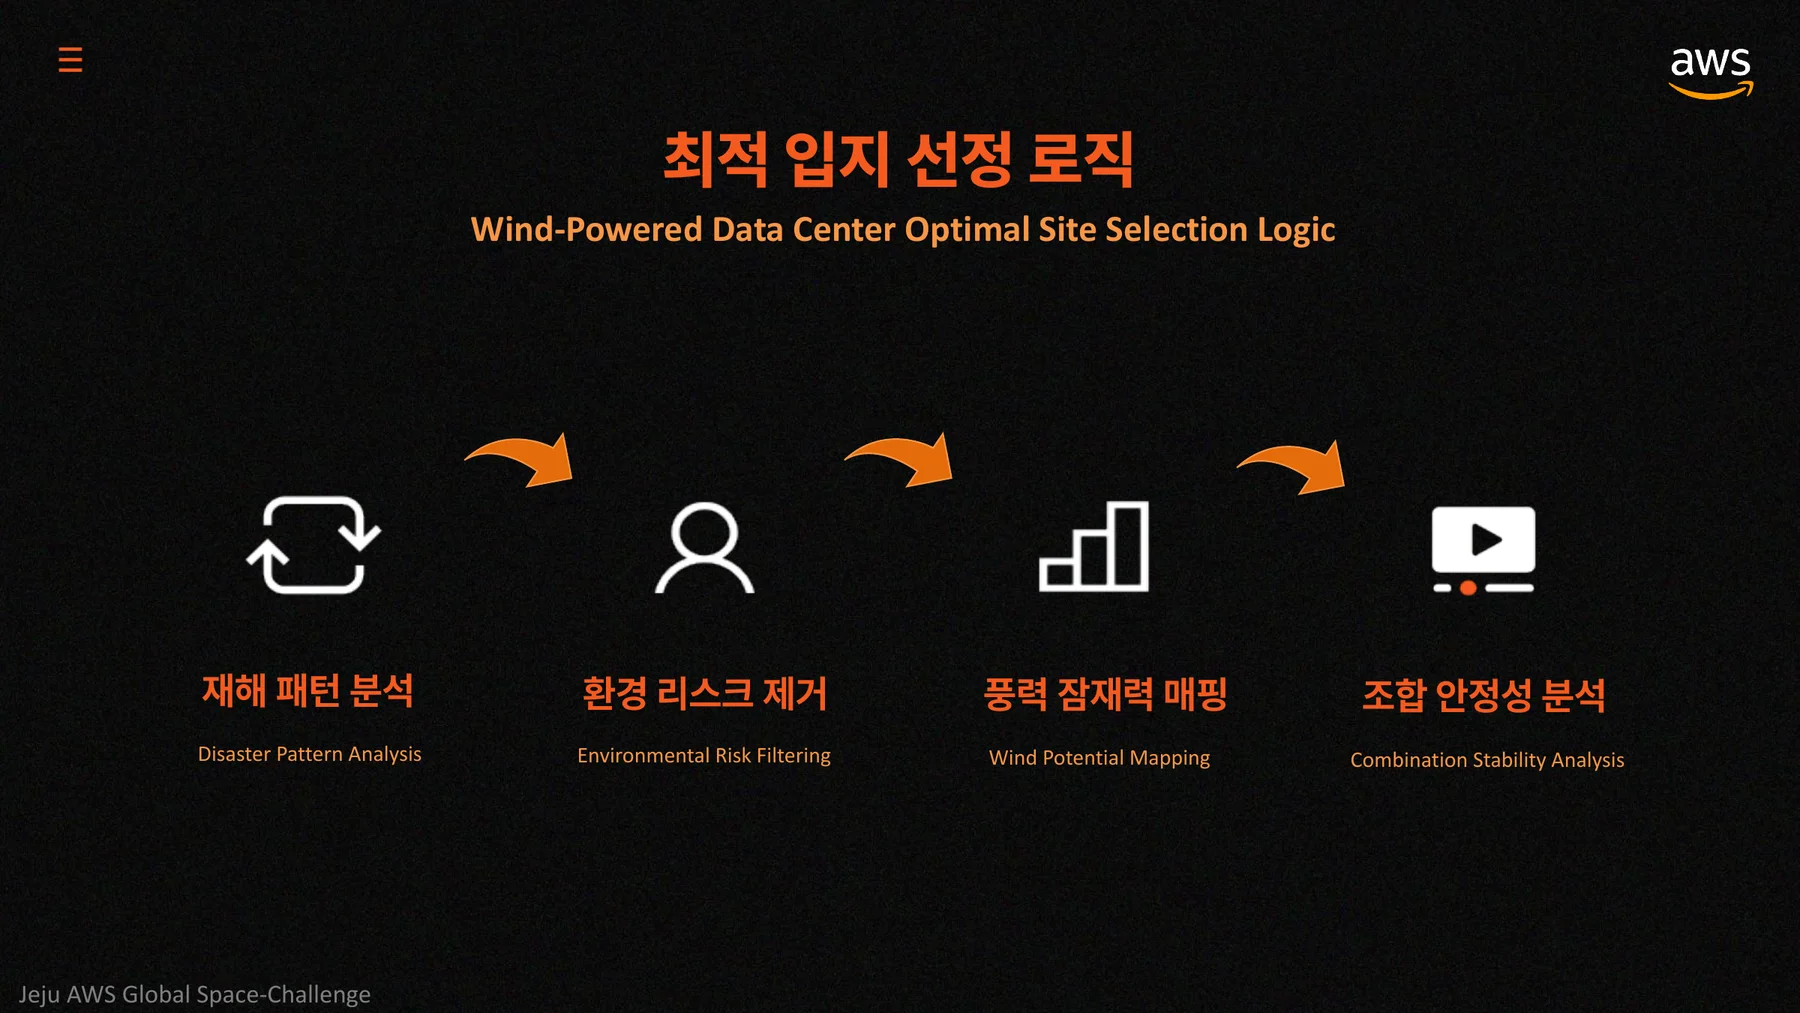 aws
최적 입지 선정 로직
Wind-Powered Data Center Optimal Site Selection Logic
재해 패턴 분석
Disaster Pattern Analysis
환경 리스크 제거
Environmental Risk Filtering
풍력 잠재력 매핑
Wind Potential Mapping
조합 안정성 분석
Combination Stability Analysis
Jeju AWS Global Space-Challenge